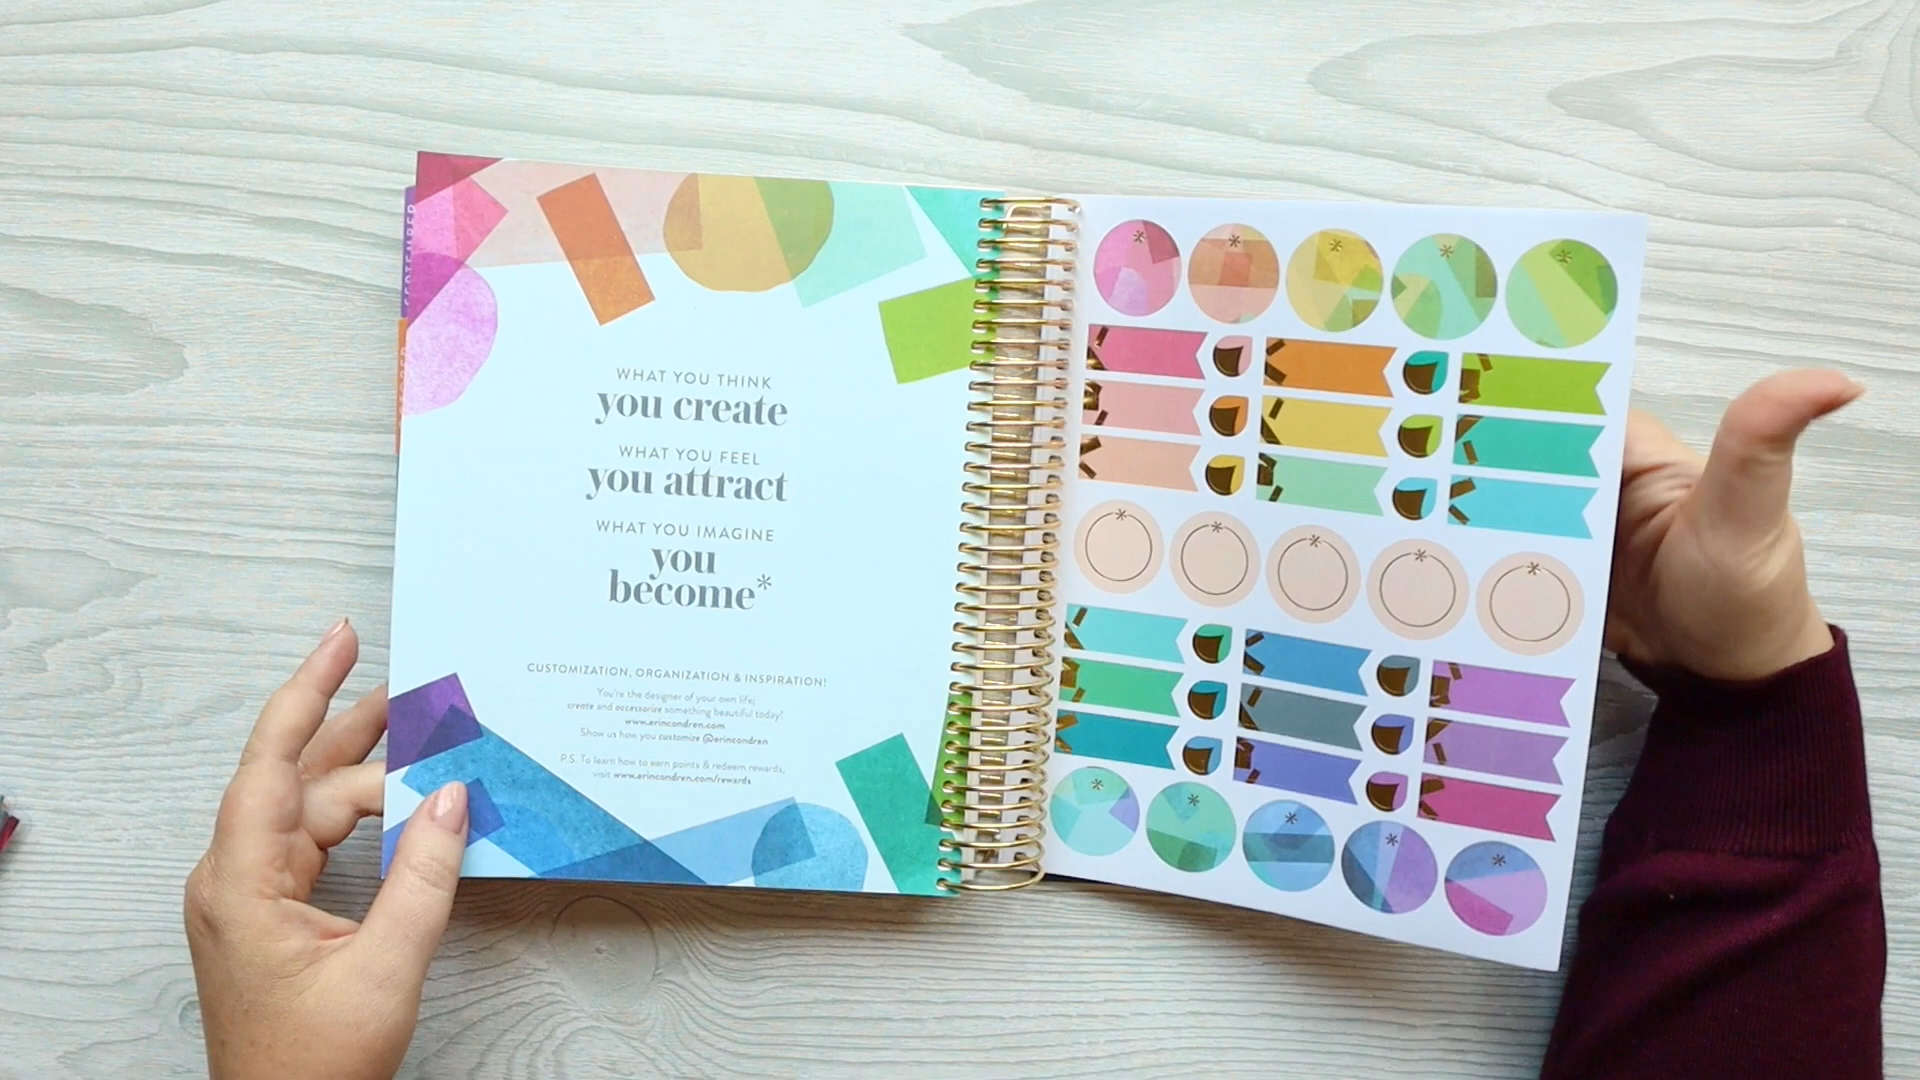 SEPTEMBER
OCTOBER
WHAT YOU THINK
you create
WHAT YOU FEEL
you attract
WHAT YOU IMAGINE
you
become*
CUSTOMIZATION, ORGANIZATION & INSPIRATION!
You're the designer of your own life;
create and accessorize something beautiful today!
www.erincondren.com
Show us how you customize @erincondren
P.S. To learn how to earn points & redeem rewards,
visit www.erincondren.com/rewards